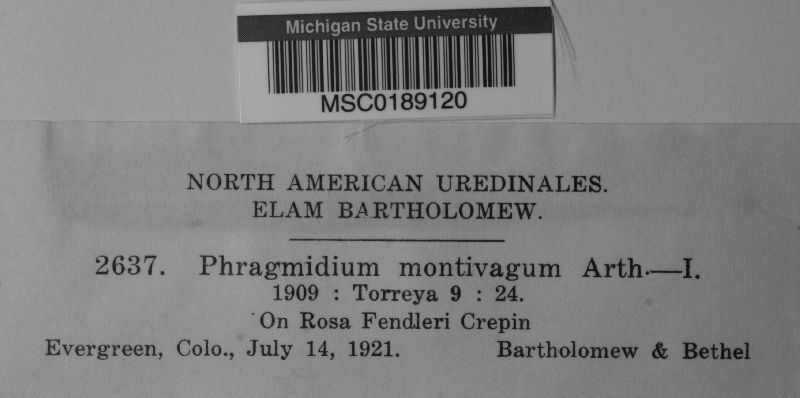 Michigan State University
MSC0189120
NORTH AMERICAN UREDINALES.
ELAM BARTHOLOMEW.
2637. Phragmidium montivagum Arth.—I.
1909 : Torreya 9 : 24.
On Rosa Fendleri Crepin
Evergreen, Colo., July 14, 1921. Bartholomew & Bethel